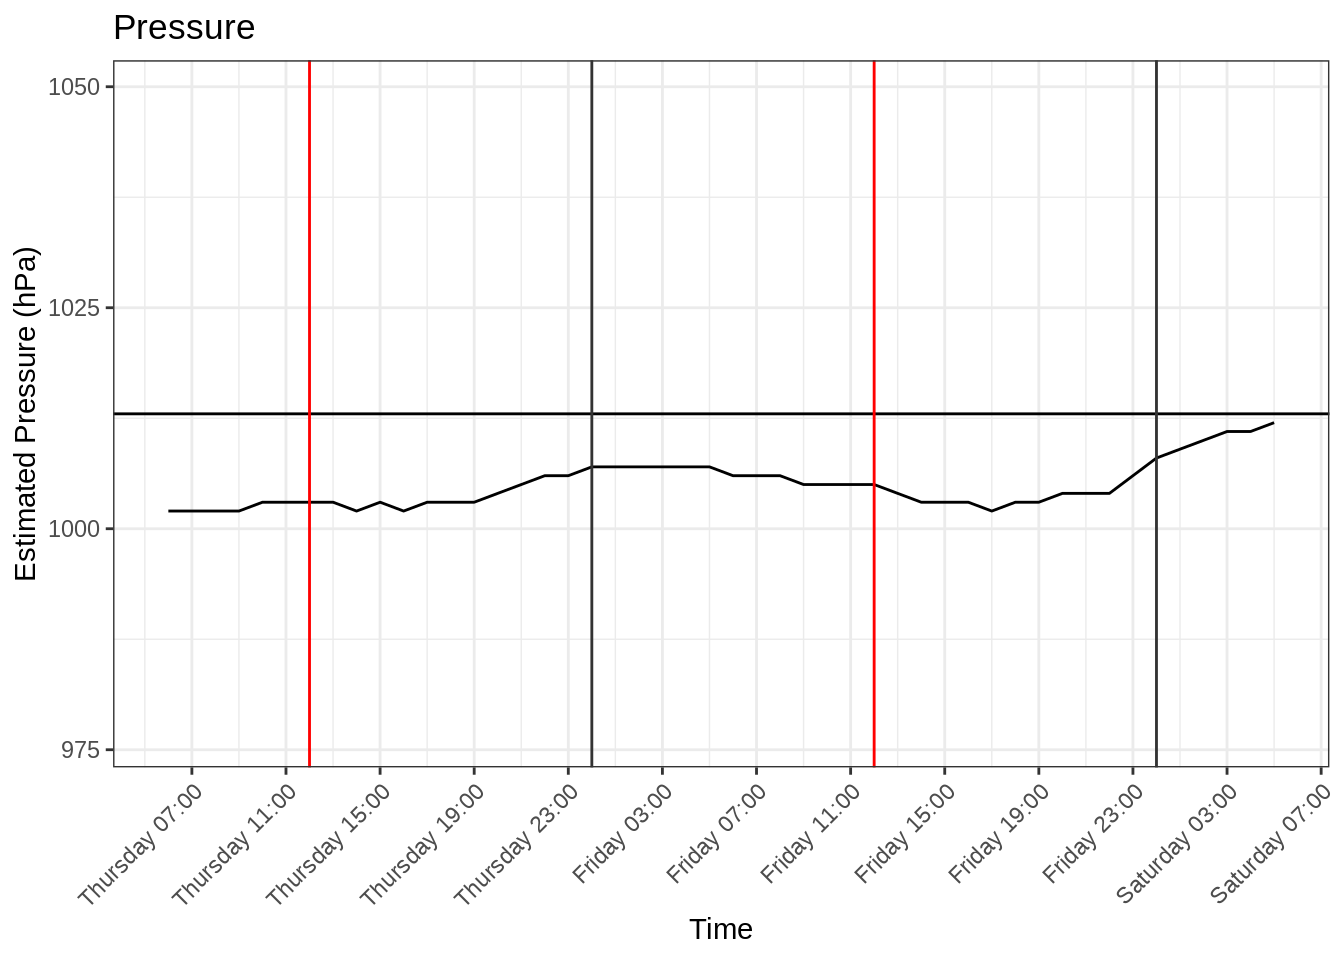 Pressure
Estimated Pressure (hPa)
1050
1025
1000
975
Thursday 07:00
Thursday 11:00
Thursday 15:00
Thursday 19:00
Thursday 23:00
Friday 03:00
Friday 07:00
Friday 11:00
Friday 15:00
Friday 19:00
Friday 23:00
Saturday 03:00
Saturday 07:00
Time